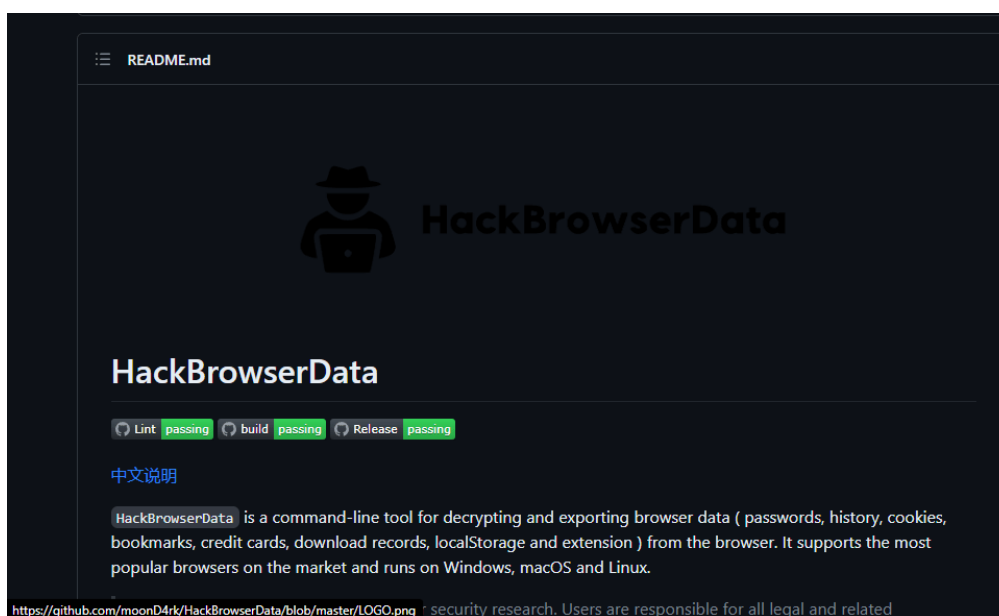 README.md
HackBrowserData
HackBrowserData
Lint passing build passing Release passing
中文说明
HackBrowserData is a command-line tool for decrypting and exporting browser data ( passwords, history, cookies,
bookmarks, credit cards, download records, localStorage and extension ) from the browser. It supports the most
popular browsers on the market and runs on Windows, macOS and Linux.
https://github.com/moonD4rk/HackBrowserData/blob/master/LOGO.png r security research. Users are responsible for all legal and related